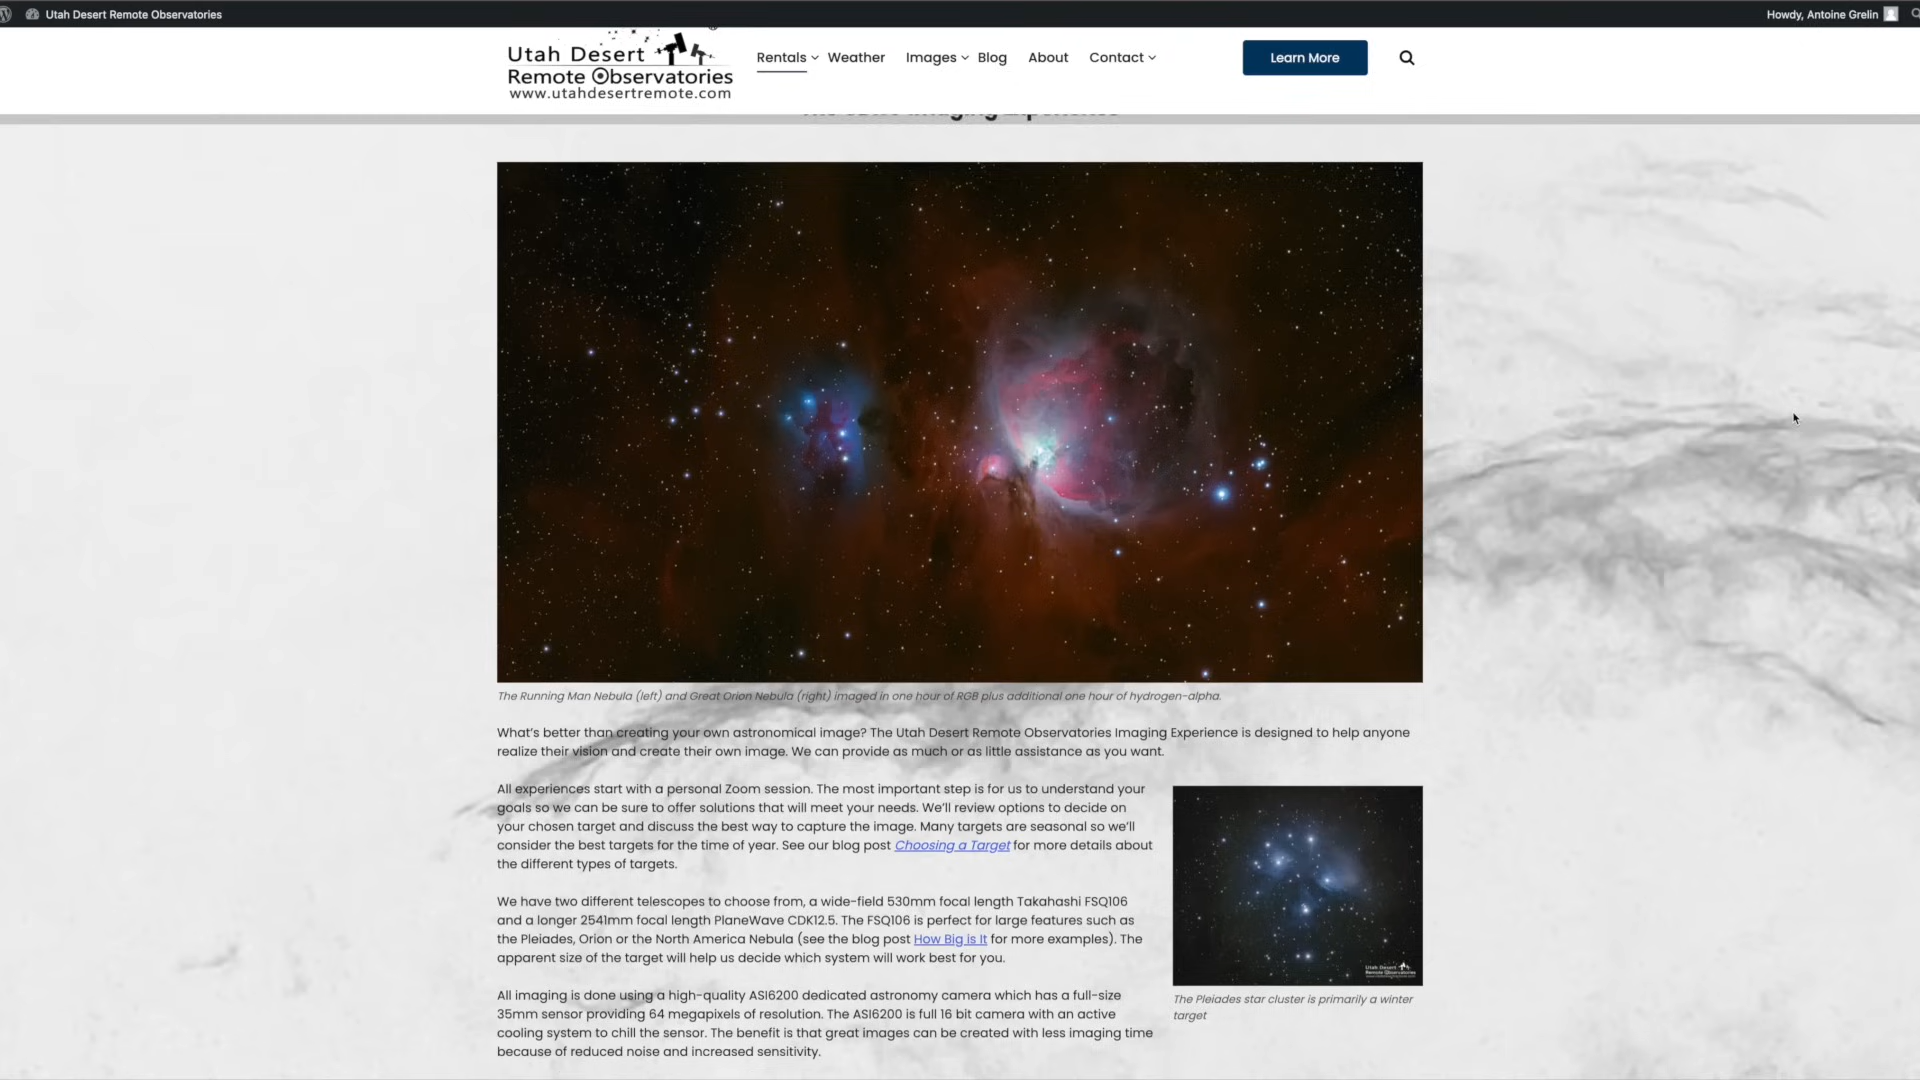 Utah Desert Remote Observatories
Howdy, Antoine Grelin
Utah Desert
Remote Observatories
www.utahdesertremote.com
Rentals
Weather
Images
Blog
About
Contact
Learn More
The Running Man Nebula (left) and Great Orion Nebula (right) imaged in one hour of RGB plus additional one hour of hydrogen-alpha.
What's better than creating your own astronomical image? The Utah Desert Remote Observatories Imaging Experience is designed to help anyone
realize their vision and create their own image. We can provide as much or as little assistance as you want.
All experiences start with a personal Zoom session. The most important step is for us to understand your
goals so we can be sure to offer solutions that will meet your needs. We'll review options to decide on
your chosen target and discuss the best way to capture the image. Many targets are seasonal so we'll
consider the best targets for the time of year. See our blog post Choosing a Target for more details about
the different types of targets.
We have two different telescopes to choose from, a wide-field 530mm focal length Takahashi FSQ106
and a longer 2541mm focal length PlaneWave CDK12.5. The FSQ106 is perfect for large features such as
the Pleiades, Orion or the North America Nebula (see the blog post How Big is It for more examples). The
apparent size of the target will help us decide which system will work best for you.
All imaging is done using a high-quality ASI6200 dedicated astronomy camera which has a full-size
35mm sensor providing 64 megapixels of resolution. The ASI6200 is full 16 bit camera with an active
cooling system to chill the sensor. The benefit is that great images can be created with less imaging time
because of reduced noise and increased sensitivity.
Utah Desert
Remote Observatories
The Pleiades star cluster is primarily a winter
target